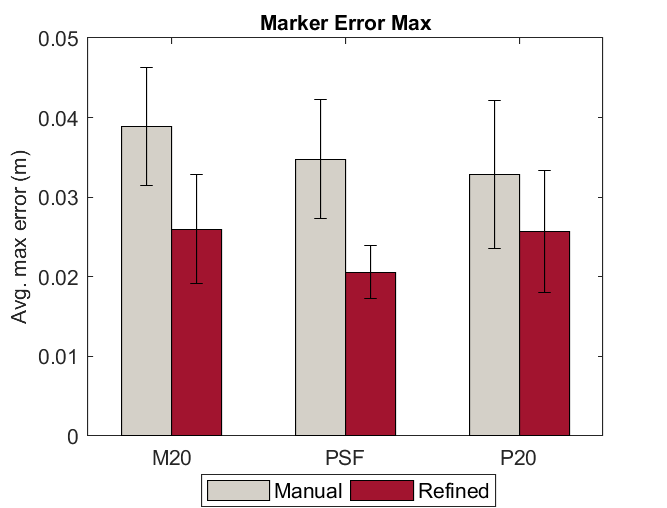 Marker Error Max
Avg. max error (m)
0.05
0.04
0.03
0.02
0.01
0
M20 PSF P20
Manual Refined